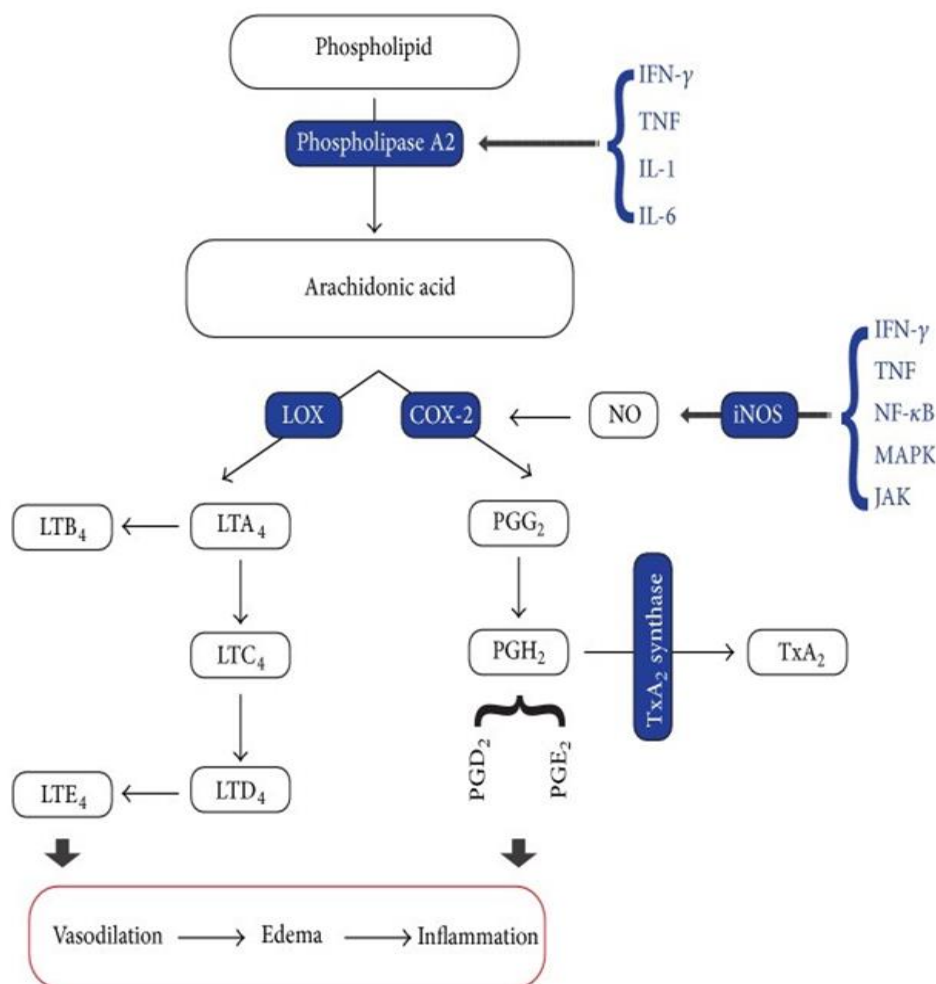 Phospholipid
Phospholipase A2
IFN-γ
TNF
IL-1
IL-6
Arachidonic acid
LOX
COX-2
NO
iNOS
IFN-γ
TNF
NF-κB
MAPK
JAK
LTB₄
LTA₄
PGG₂
LTC₄
PGH₂
TxA₂ synthase
TxA₂
PGD₂
PGE₂
LTE₄
LTD₄
Vasodilation
Edema
Inflammation